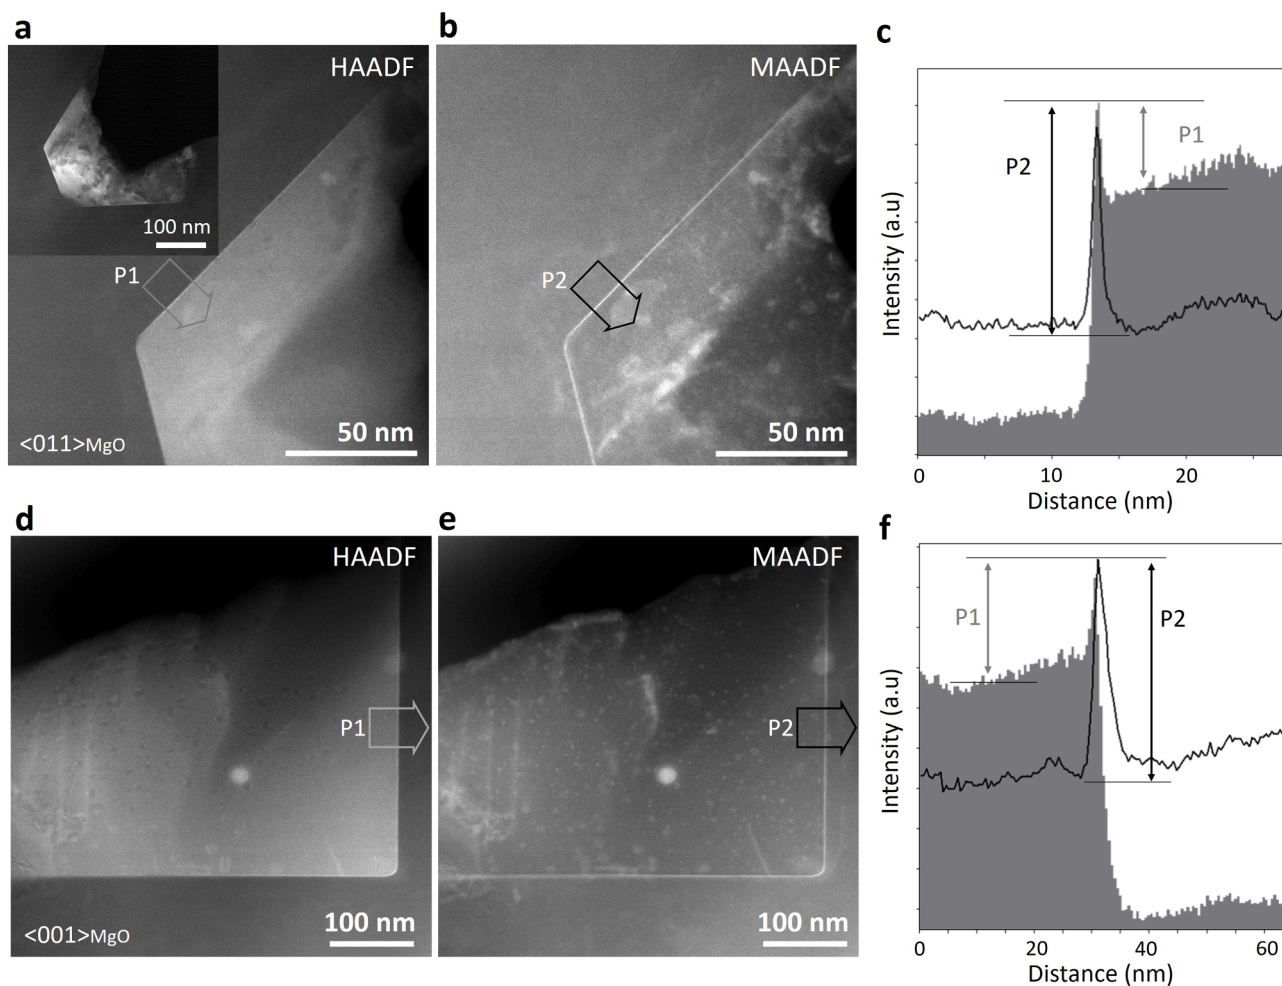 a
HAADF
100 nm
P1
<011>MgO
50 nm
b
MAADF
P2
50 nm
c
P1
P2
Intensity (a.u)
0
10
20
Distance (nm)
d
HAADF
P1
<001>MgO
100 nm
e
MAADF
P2
100 nm
f
P1
P2
Intensity (a.u)
0
20
40
60
Distance (nm)